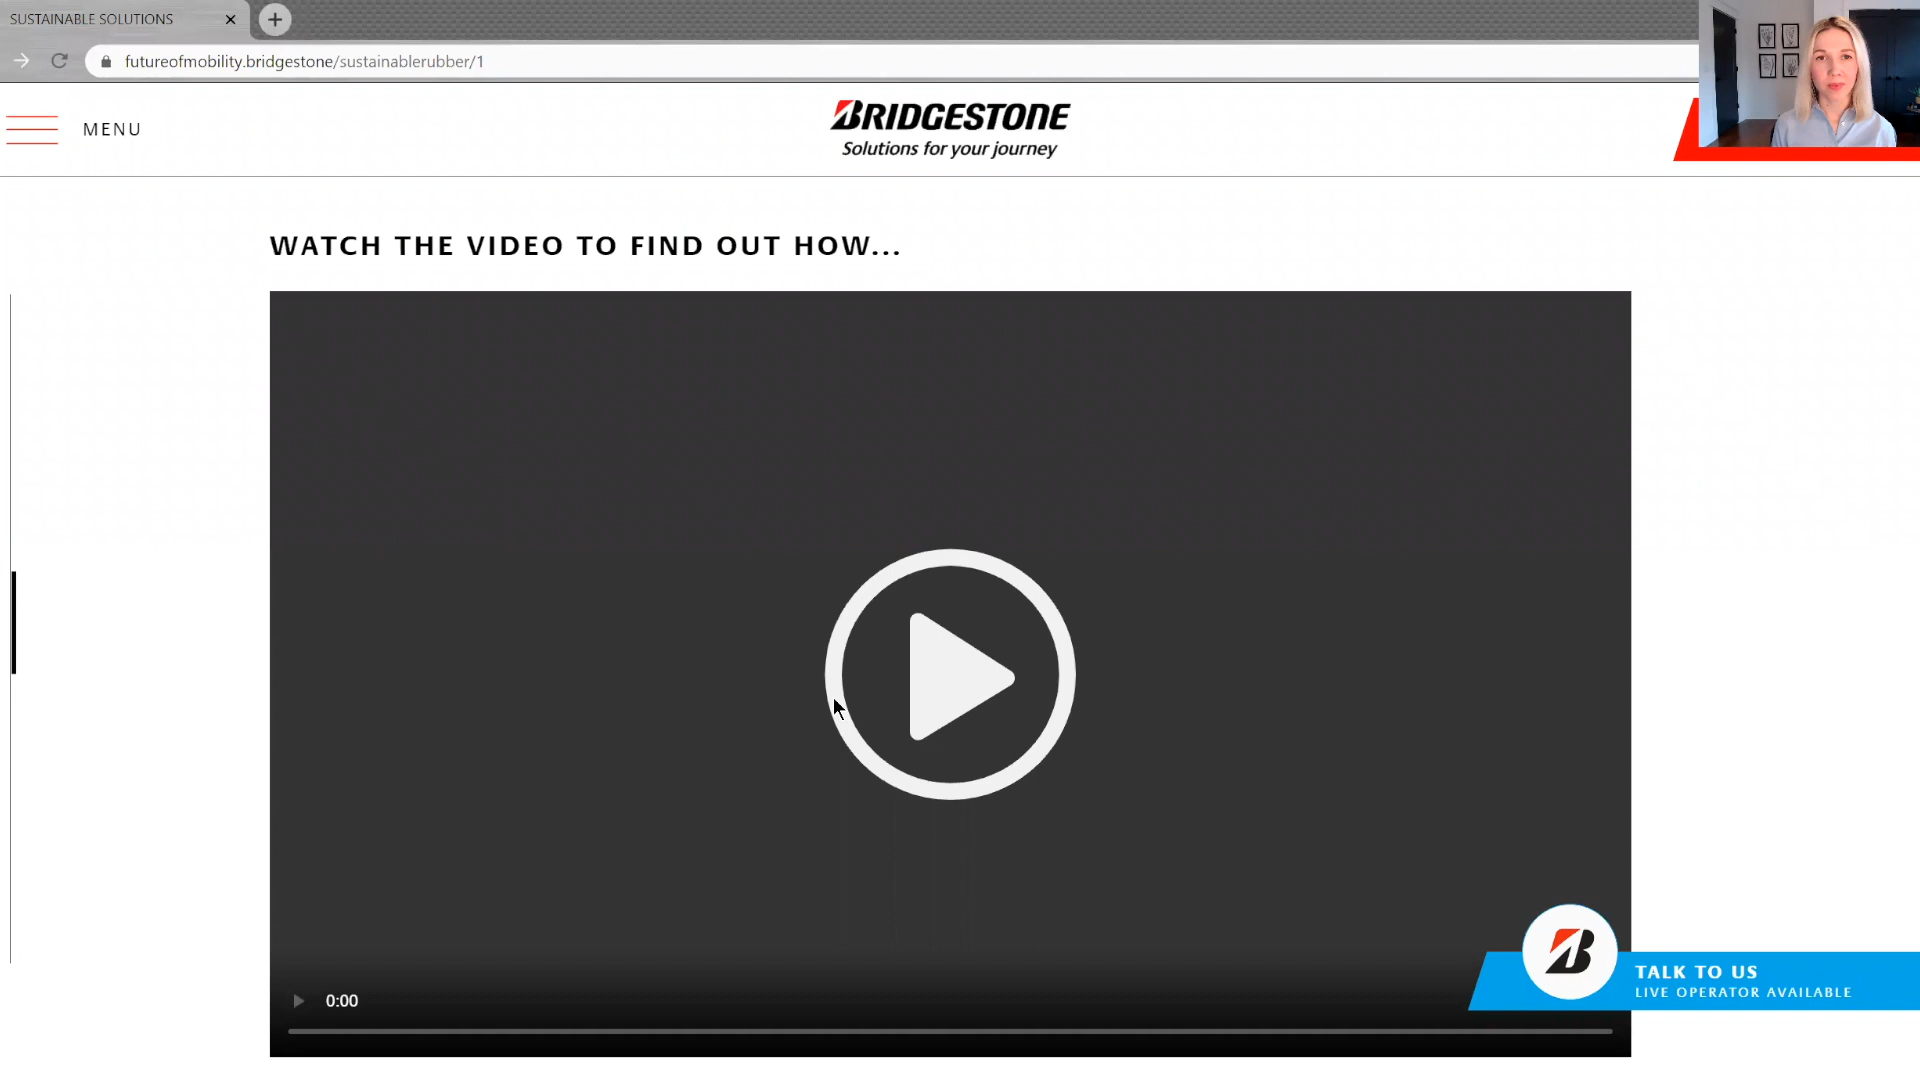 SUSTAINABLE SOLUTIONS
futureofmobility.bridgestone/sustainablerubber/1
MENU
BRIDGESTONE
Solutions for your journey
WATCH THE VIDEO TO FIND OUT HOW...
0:00
B
TALK TO US
LIVE OPERATOR AVAILABLE